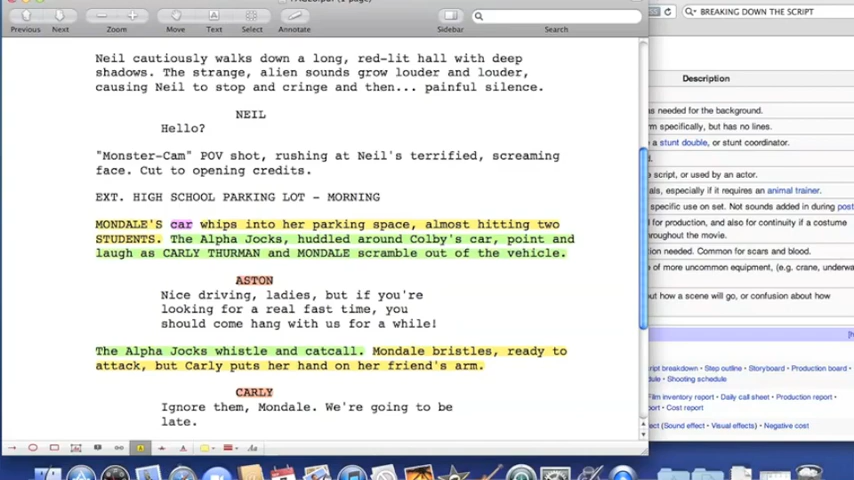 Previous Next Zoom Move Text Select Annotate Sidebar Search
BREAKING DOWN THE SCRIPT
Neil cautiously walks down a long, red-lit hall with deep
shadows. The strange, alien sounds grow louder and louder,
causing Neil to stop and cringe and then... painful silence.
NEIL
Hello?
"Monster-Cam" POV shot, rushing at Neil's terrified, screaming
face. Cut to opening credits.
EXT. HIGH SCHOOL PARKING LOT - MORNING
MONDALE'S car whips into her parking space, almost hitting two
STUDENTS. The Alpha Jocks, huddled around Colby's car, point and
laugh as CARLY THURMAN and MONDALE scramble out of the vehicle.
ASTON
Nice driving, ladies, but if you're
looking for a real fast time, you
should come hang with us for a while!
The Alpha Jocks whistle and catcall. Mondale bristles, ready to
attack, but Carly puts her hand on her friend's arm.
CARLY
Ignore them, Mondale. We're going to be
late.
Description
as needed for the background.
rm specifically, but has no lines.
e a stunt double, or stunt coordinator.
script, or used by an actor.
als, especially if it requires an animal trainer.
specific use on set. Not sounds added in during post
for production, and also for continuity if a costume
throughout the movie.
tion needed. Common for scars and blood.
e of more uncommon equipment, (e.g. crane, underwa
out how a scene will go, or confusion about how
cript breakdown • Step outline • Storyboard • Production board •
dule • Shooting schedule
Film inventory report • Daily call sheet • Production report •
port • Cost report
ect (Sound effect • Visual effects) • Negative cost